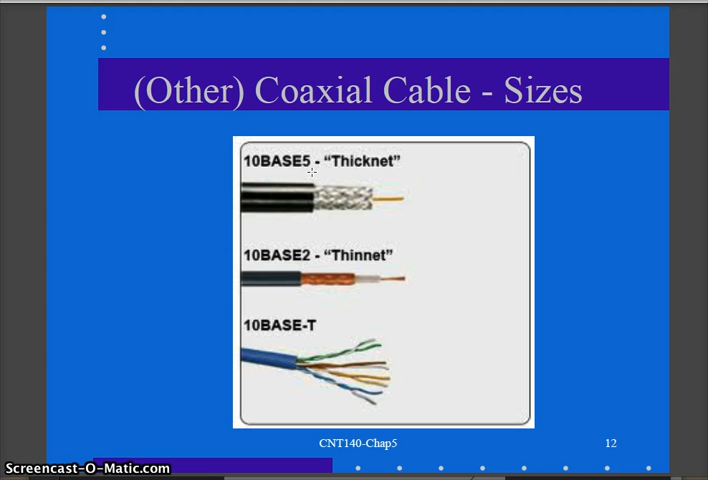 (Other) Coaxial Cable - Sizes
10BASE5 - “Thicknet”
10BASE2 - “Thinnet”
10BASE-T
CNT140-Chap5
12
Screencast-O-Matic.com